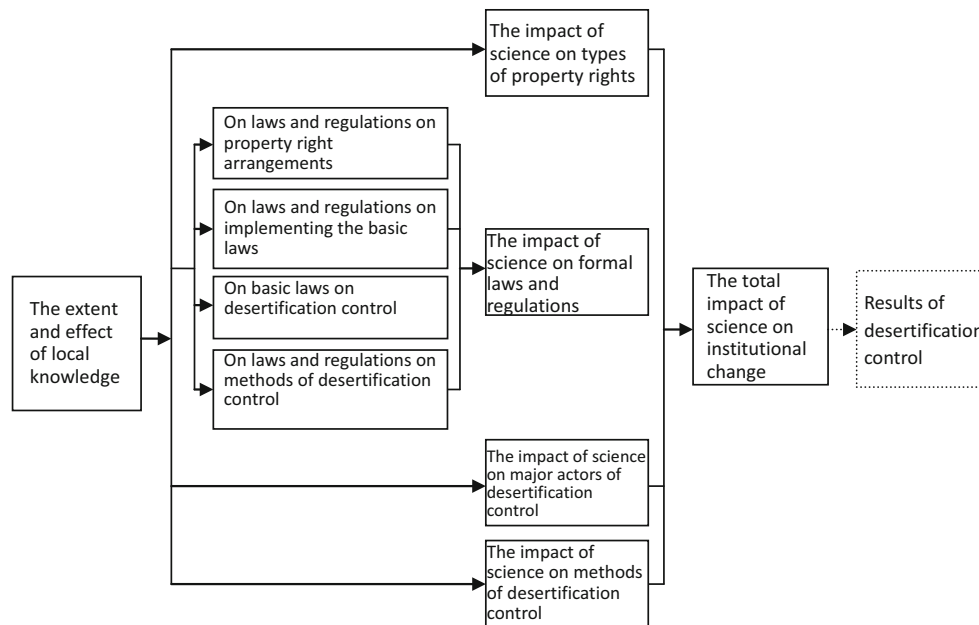 The impact of
science on types
of property rights
On laws and regulations on
property right
arrangements
On laws and regulations on
implementing the basic
laws
On basic laws on
desertification control
On laws and regulations on
methods of desertification
control
The extent
and effect
of local
knowledge
The impact of
science on formal
laws and
regulations
The total
impact of
science on
institutional
change
Results of
desertification
control
The impact of science
on major actors of
desertification
control
The impact of
science on methods
of desertification
control